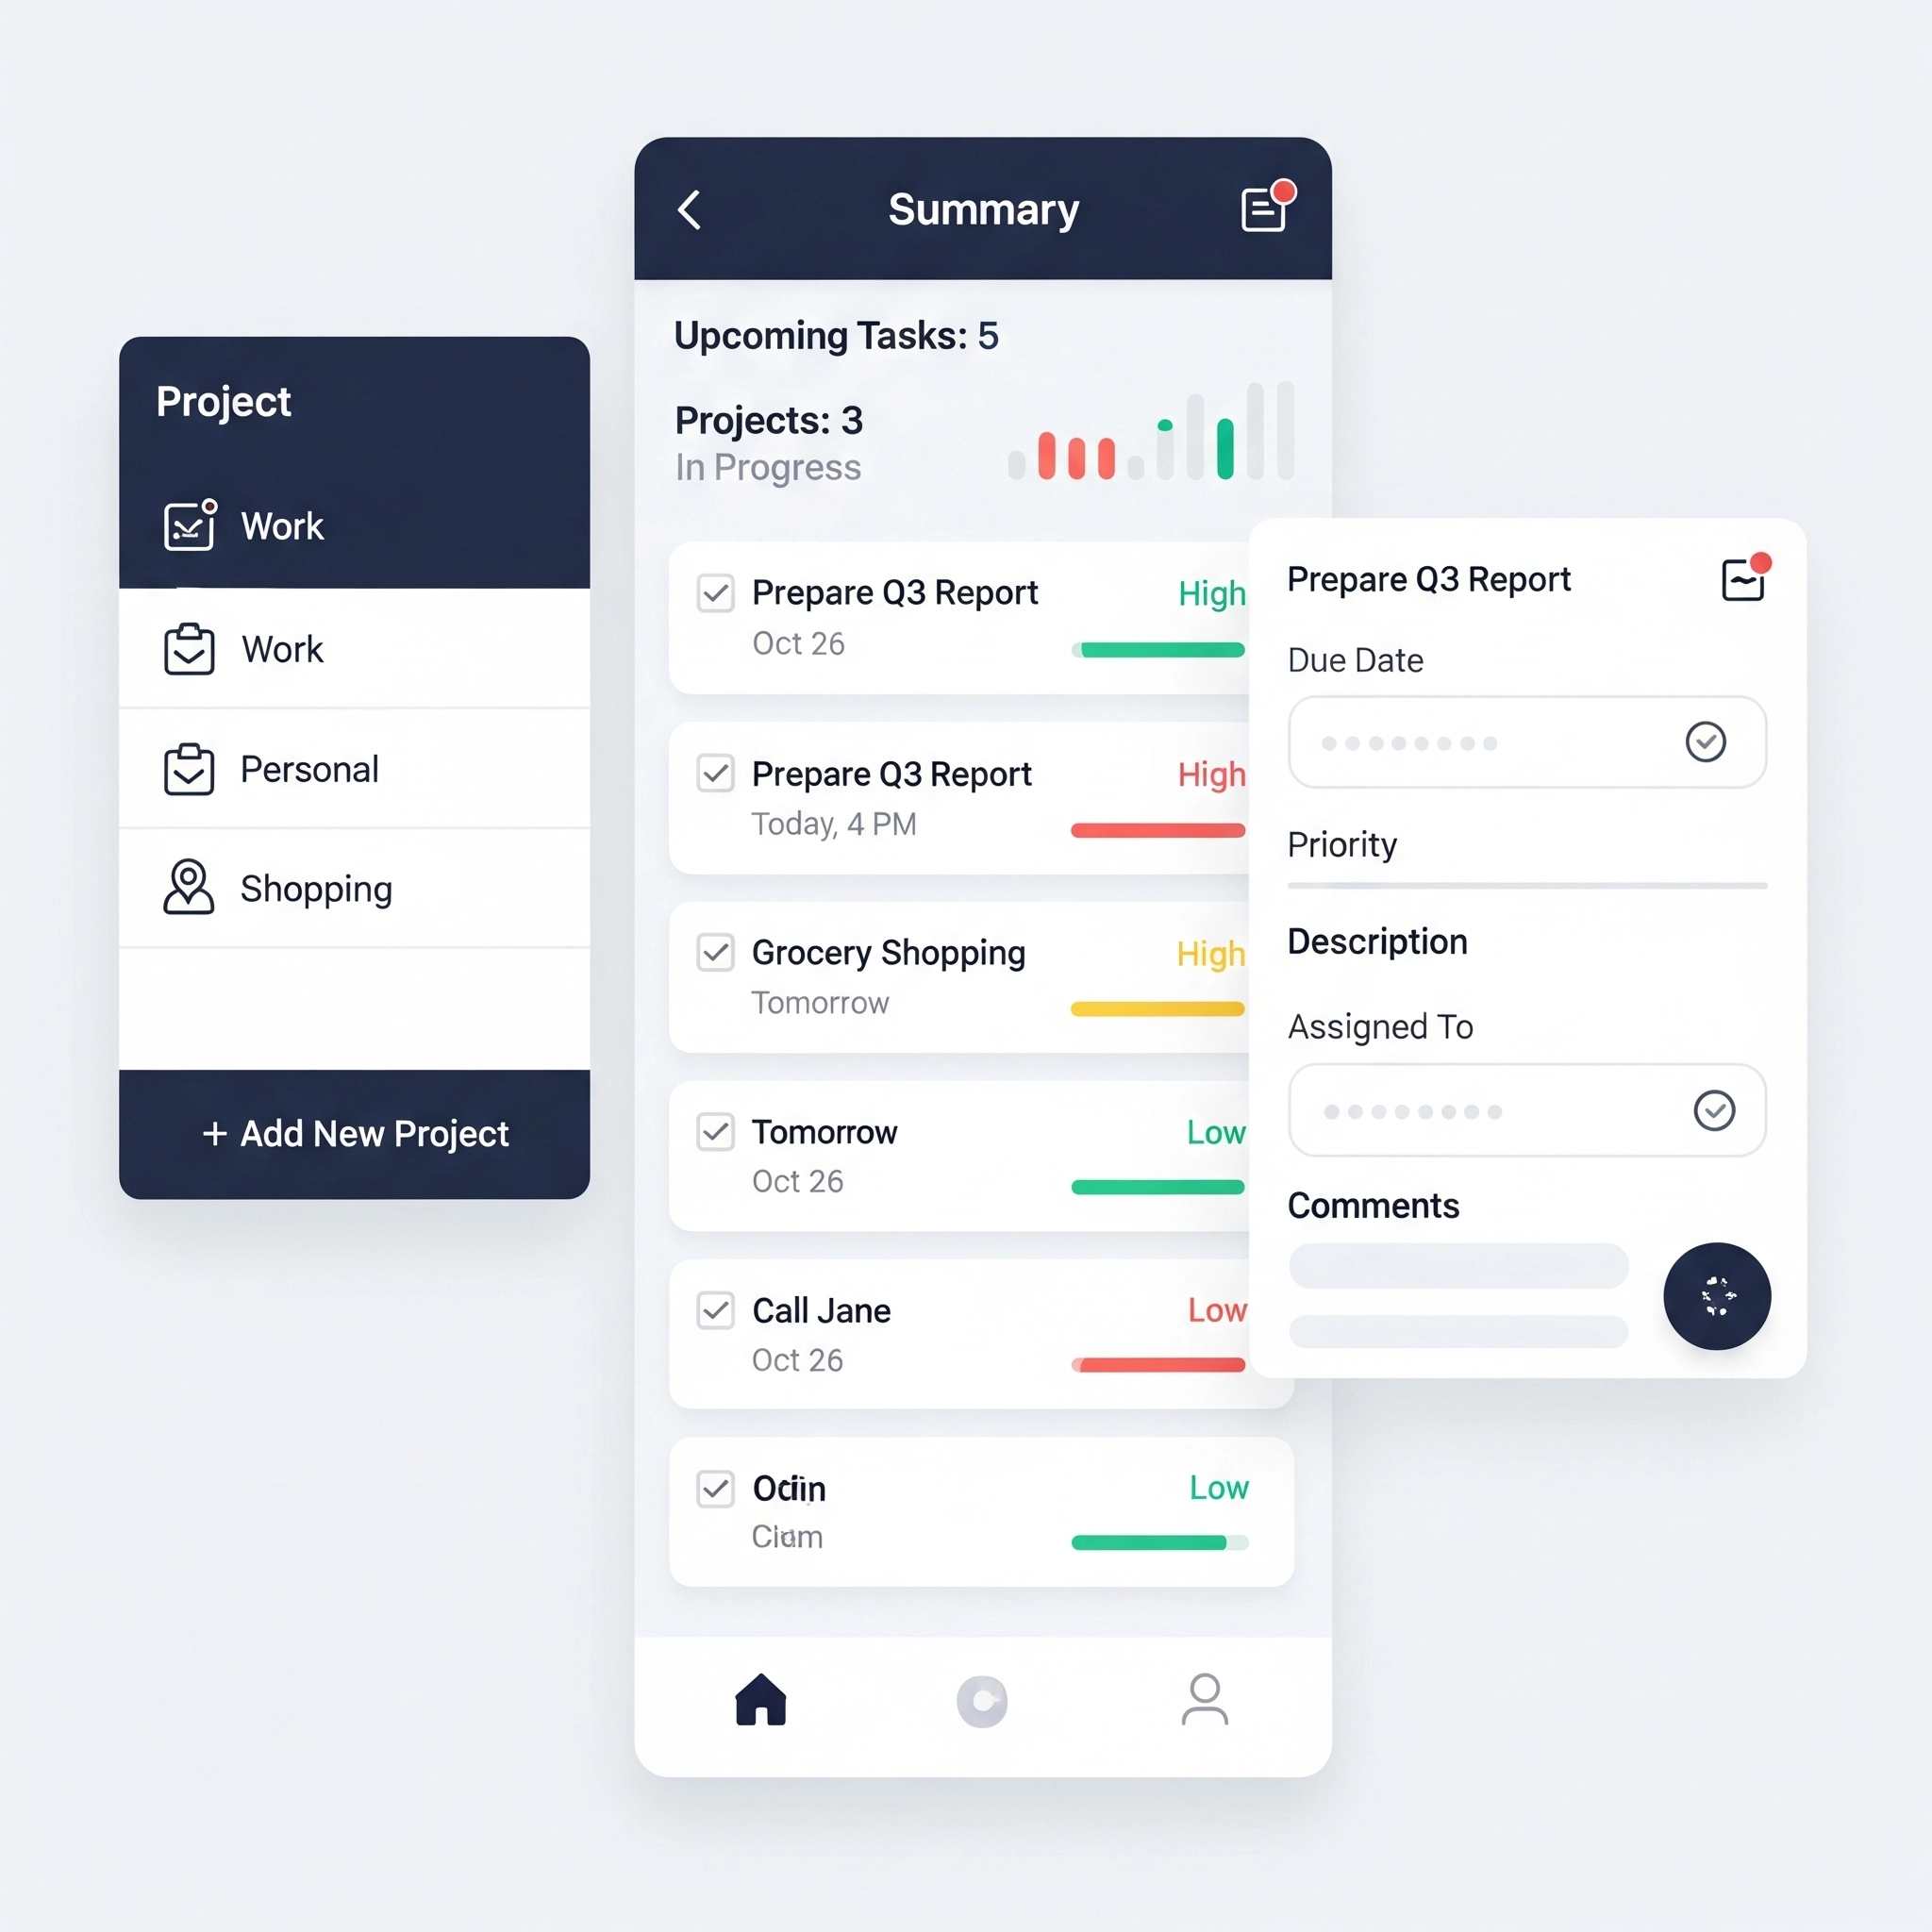 Project
Work
Work
Personal
Shopping
+ Add New Project
Summary
Upcoming Tasks: 5
Projects: 3
In Progress
Prepare Q3 Report
High
Oct 26
Prepare Q3 Report
High
Today, 4 PM
Grocery Shopping
High
Tomorrow
Tomorrow
Low
Oct 26
Call Jane
Low
Oct 26
Low
Prepare Q3 Report
Due Date
Priority
Description
Assigned To
Comments